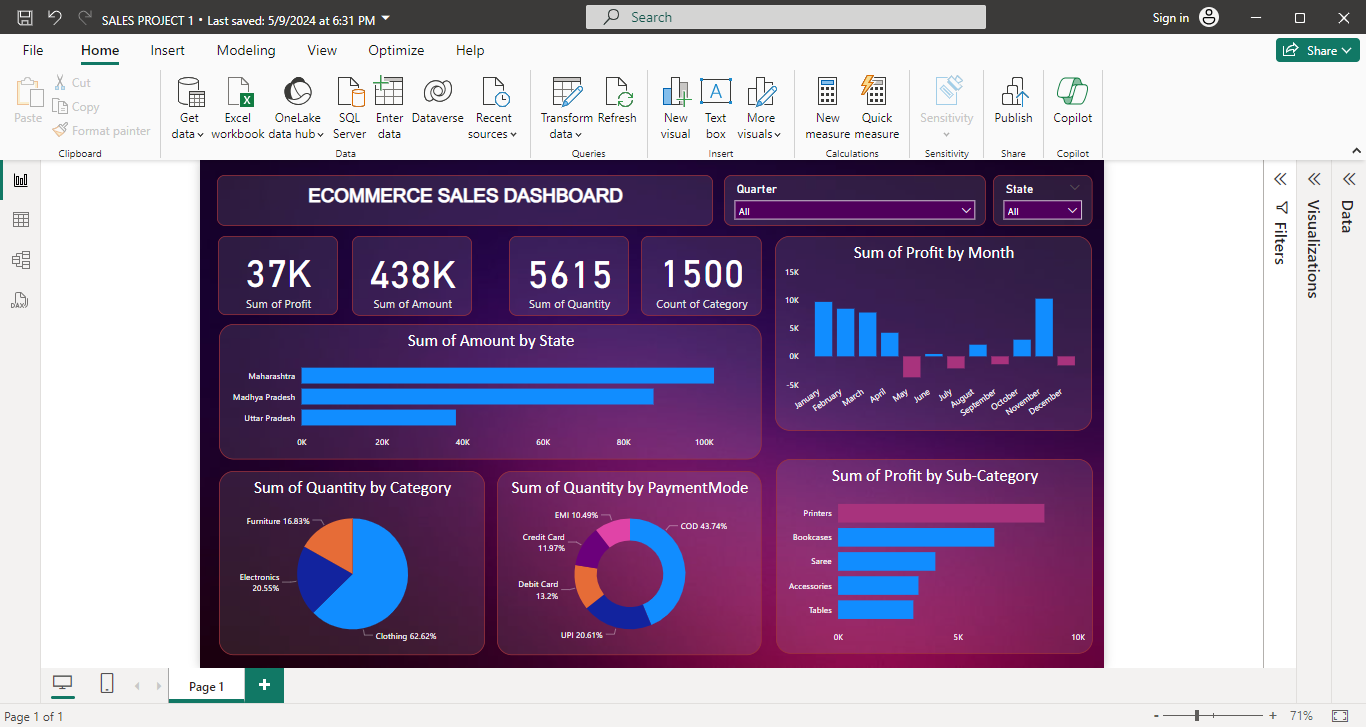 SALES PROJECT 1 • Last saved: 5/9/2024 at 6:31 PM
Search
Sign in
File
Home
Insert
Modeling
View
Optimize
Help
Share
Paste
Cut
Copy
Format painter
Clipboard
Get data
Excel workbook
OneLake data hub
SQL Server
Enter data
Dataverse
Recent sources
Data
Transform data
Refresh
Queries
New visual
Text box
More visuals
Insert
New measure
Quick measure
Calculations
Sensitivity
Sensitivity
Publish
Share
Copilot
Copilot
DAX
ECOMMERCE SALES DASHBOARD
Quarter
All
State
All
37K
Sum of Profit
438K
Sum of Amount
5615
Sum of Quantity
1500
Count of Category
Sum of Profit by Month
15K
10K
5K
0K
-5K
January
February
March
April
May
June
July
August
September
October
November
December
Sum of Amount by State
Maharashtra
Madhya Pradesh
Uttar Pradesh
0K
20K
40K
60K
80K
100K
Sum of Quantity by Category
Furniture 16.83%
Electronics
20.55%
Clothing 62.62%
Sum of Quantity by PaymentMode
EMI 10.49%
COD 43.74%
Credit Card
11.97%
Debit Card
13.2%
UPI 20.61%
Sum of Profit by Sub-Category
Printers
Bookcases
Saree
Accessories
Tables
0K
5K
10K
Filters
Visualizations
Data
Page 1
Page 1 of 1
71%